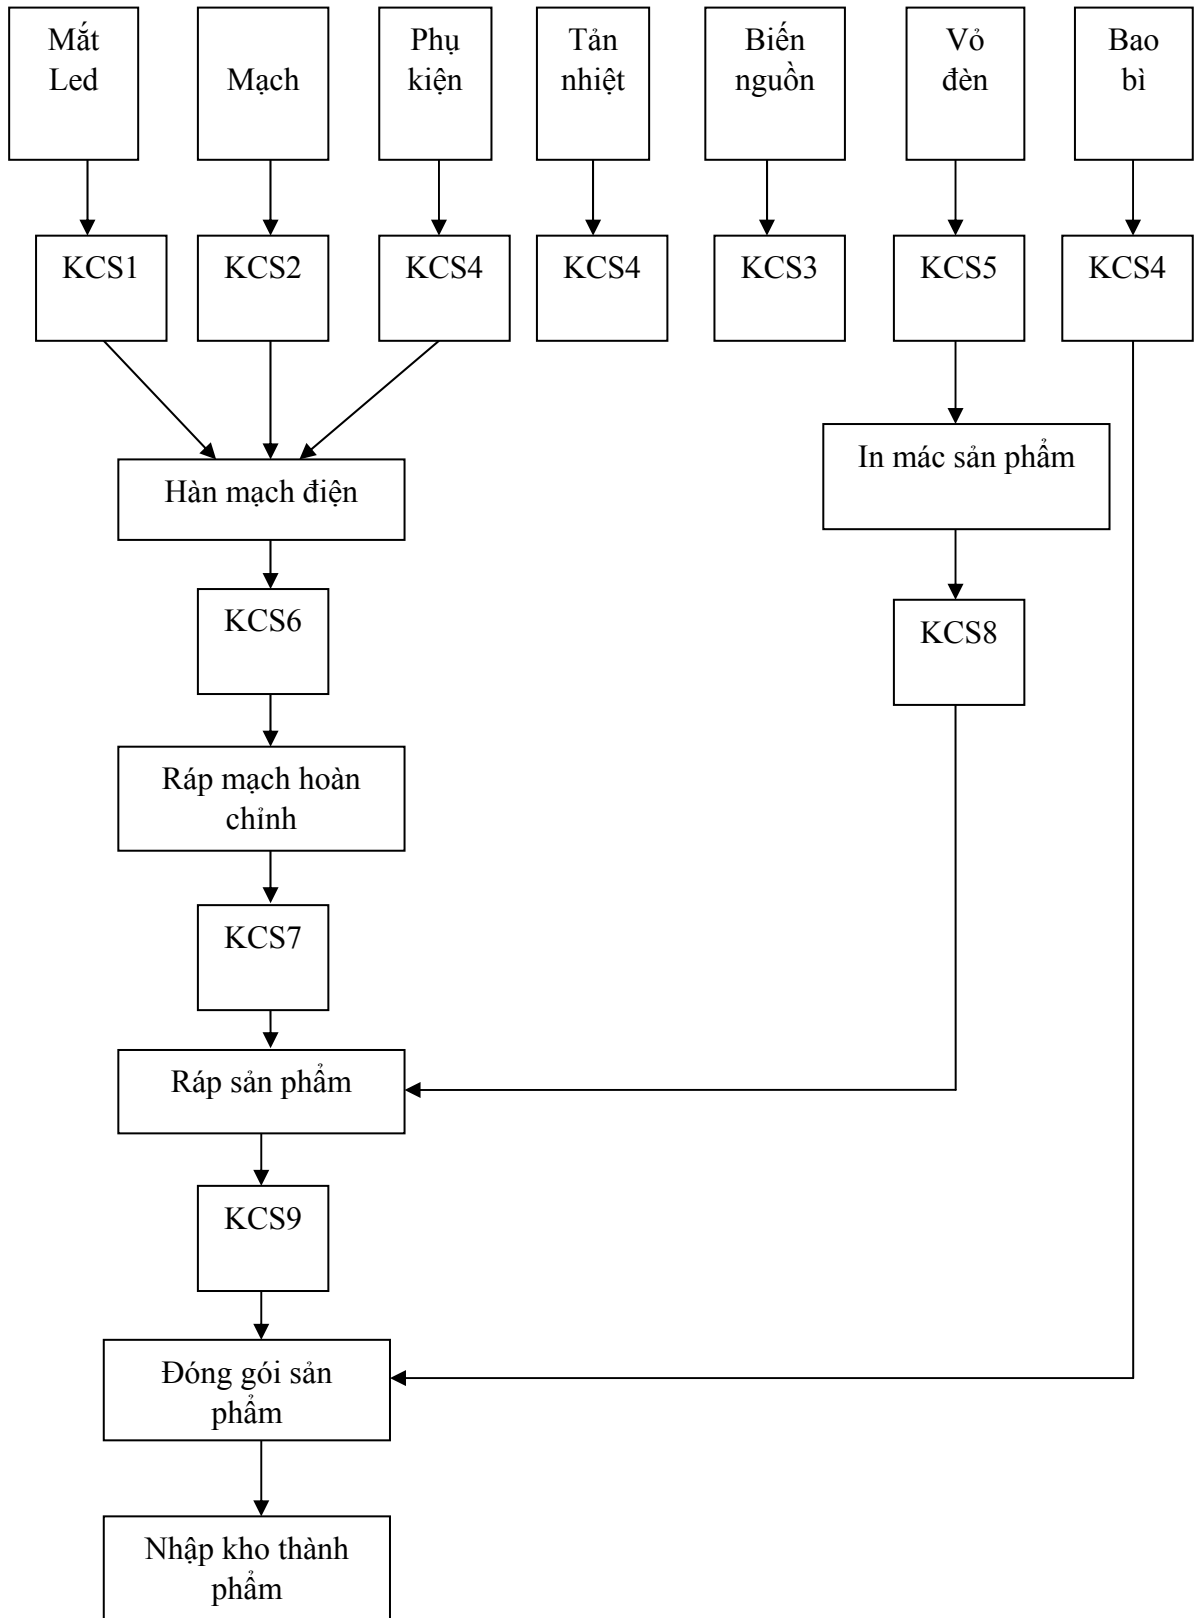 Mắt
Led
Mạch
Phụ
kiện
Tản
nhiệt
Biến
nguồn
Vỏ
đèn
Bao
bì
KCS1
KCS2
KCS4
KCS4
KCS3
KCS5
KCS4
Hàn mạch điện
In mác sản phẩm
KCS6
KCS8
Ráp mạch hoàn
chỉnh
KCS7
Ráp sản phẩm
KCS9
Đóng gói sản
phẩm
Nhập kho thành
phẩm